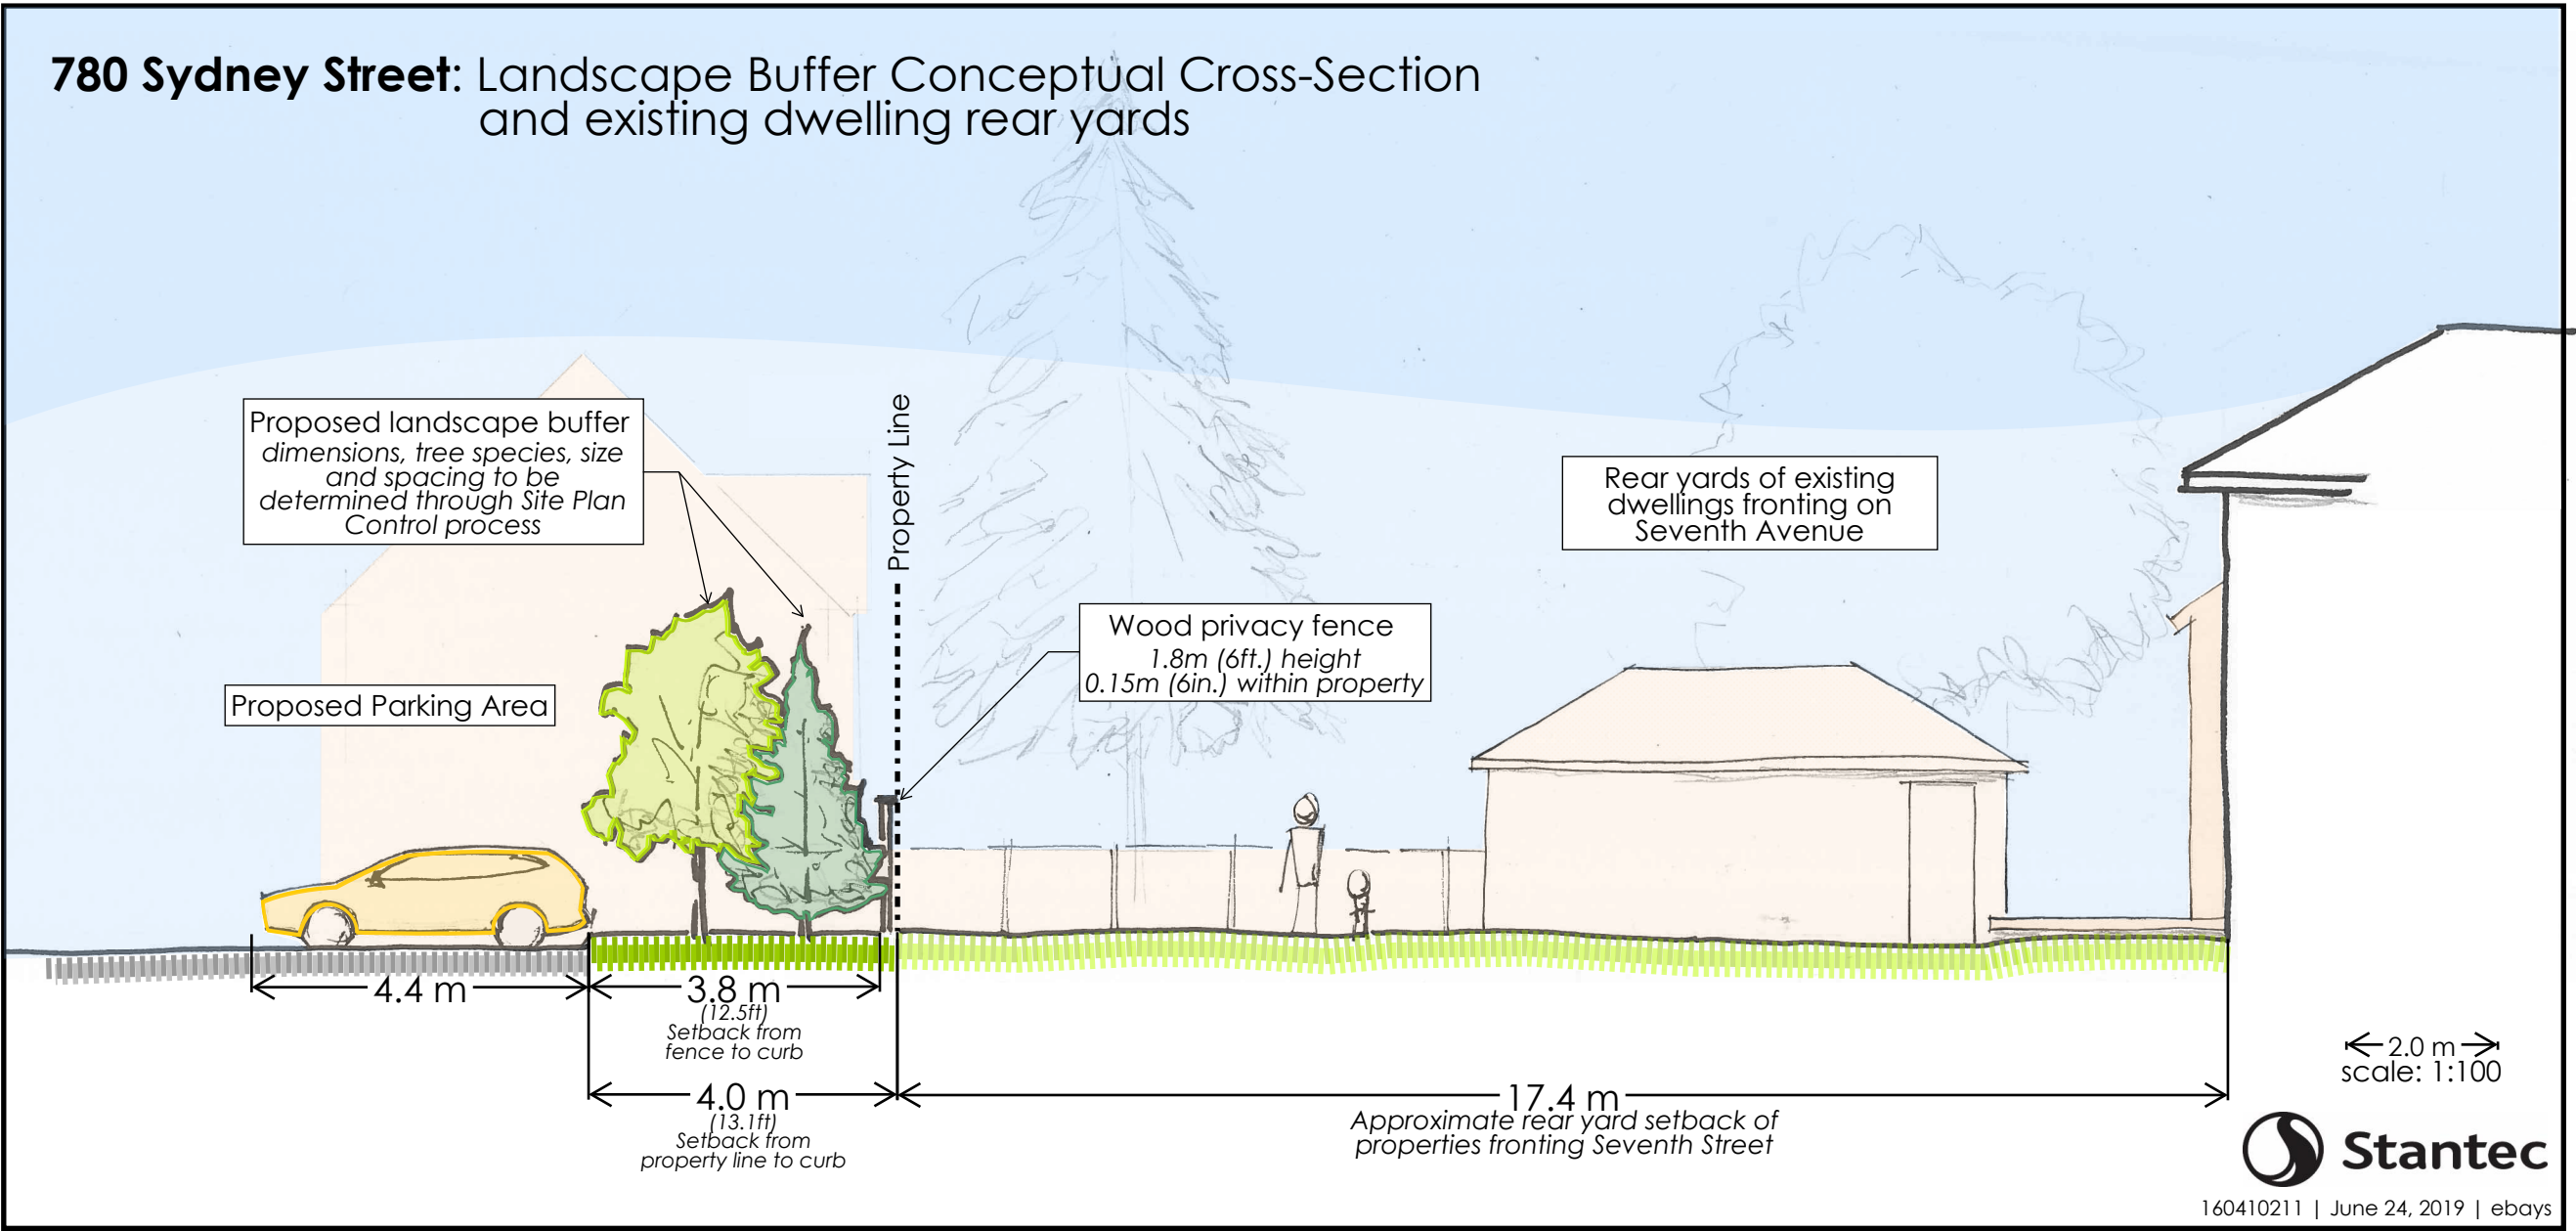 780 Sydney Street: Landscape Buffer Conceptual Cross-Section
and existing dwelling rear yards
Proposed landscape buffer
dimensions, tree species, size
and spacing to be
determined through Site Plan
Control process
Property Line
Rear yards of existing
dwellings fronting on
Seventh Avenue
Wood privacy fence
1.8m (6ft.) height
0.15m (6in.) within property
Proposed Parking Area
4.4 m
3.8 m
(12.5ft)
Setback from
fence to curb
4.0 m
(13.1ft)
Setback from
property line to curb
17.4 m
Approximate rear yard setback of
properties fronting Seventh Street
2.0 m
scale: 1:100
Stantec
160410211 | June 24, 2019 | ebays